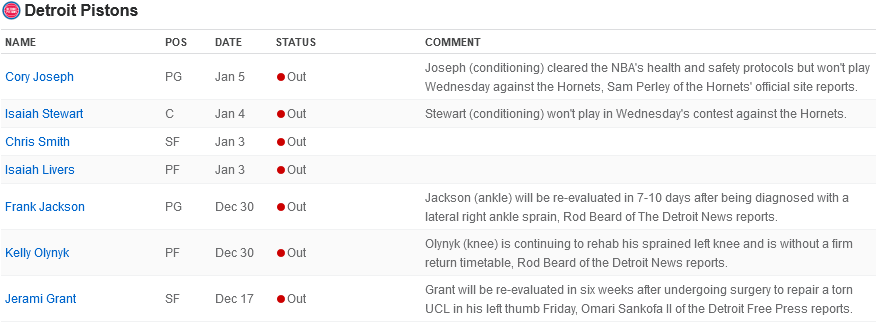 Detroit Pistons
NAME POS DATE STATUS COMMENT
Cory Joseph PG Jan 5 Out Joseph (conditioning) cleared the NBA's health and safety protocols but won't play
Wednesday against the Hornets, Sam Perley of the Hornets' official site reports.
Isaiah Stewart C Jan 4 Out Stewart (conditioning) won't play in Wednesday's contest against the Hornets.
Chris Smith SF Jan 3 Out
Isaiah Livers PF Jan 3 Out
Frank Jackson PG Dec 30 Out Jackson (ankle) will be re-evaluated in 7-10 days after being diagnosed with a
lateral right ankle sprain, Rod Beard of The Detroit News reports.
Kelly Olynyk PF Dec 30 Out Olynyk (knee) is continuing to rehab his sprained left knee and is without a firm
return timetable, Rod Beard of the Detroit News reports.
Jerami Grant SF Dec 17 Out Grant will be re-evaluated in six weeks after undergoing surgery to repair a torn
UCL in his left thumb Friday, Omari Sankofa II of the Detroit Free Press reports.